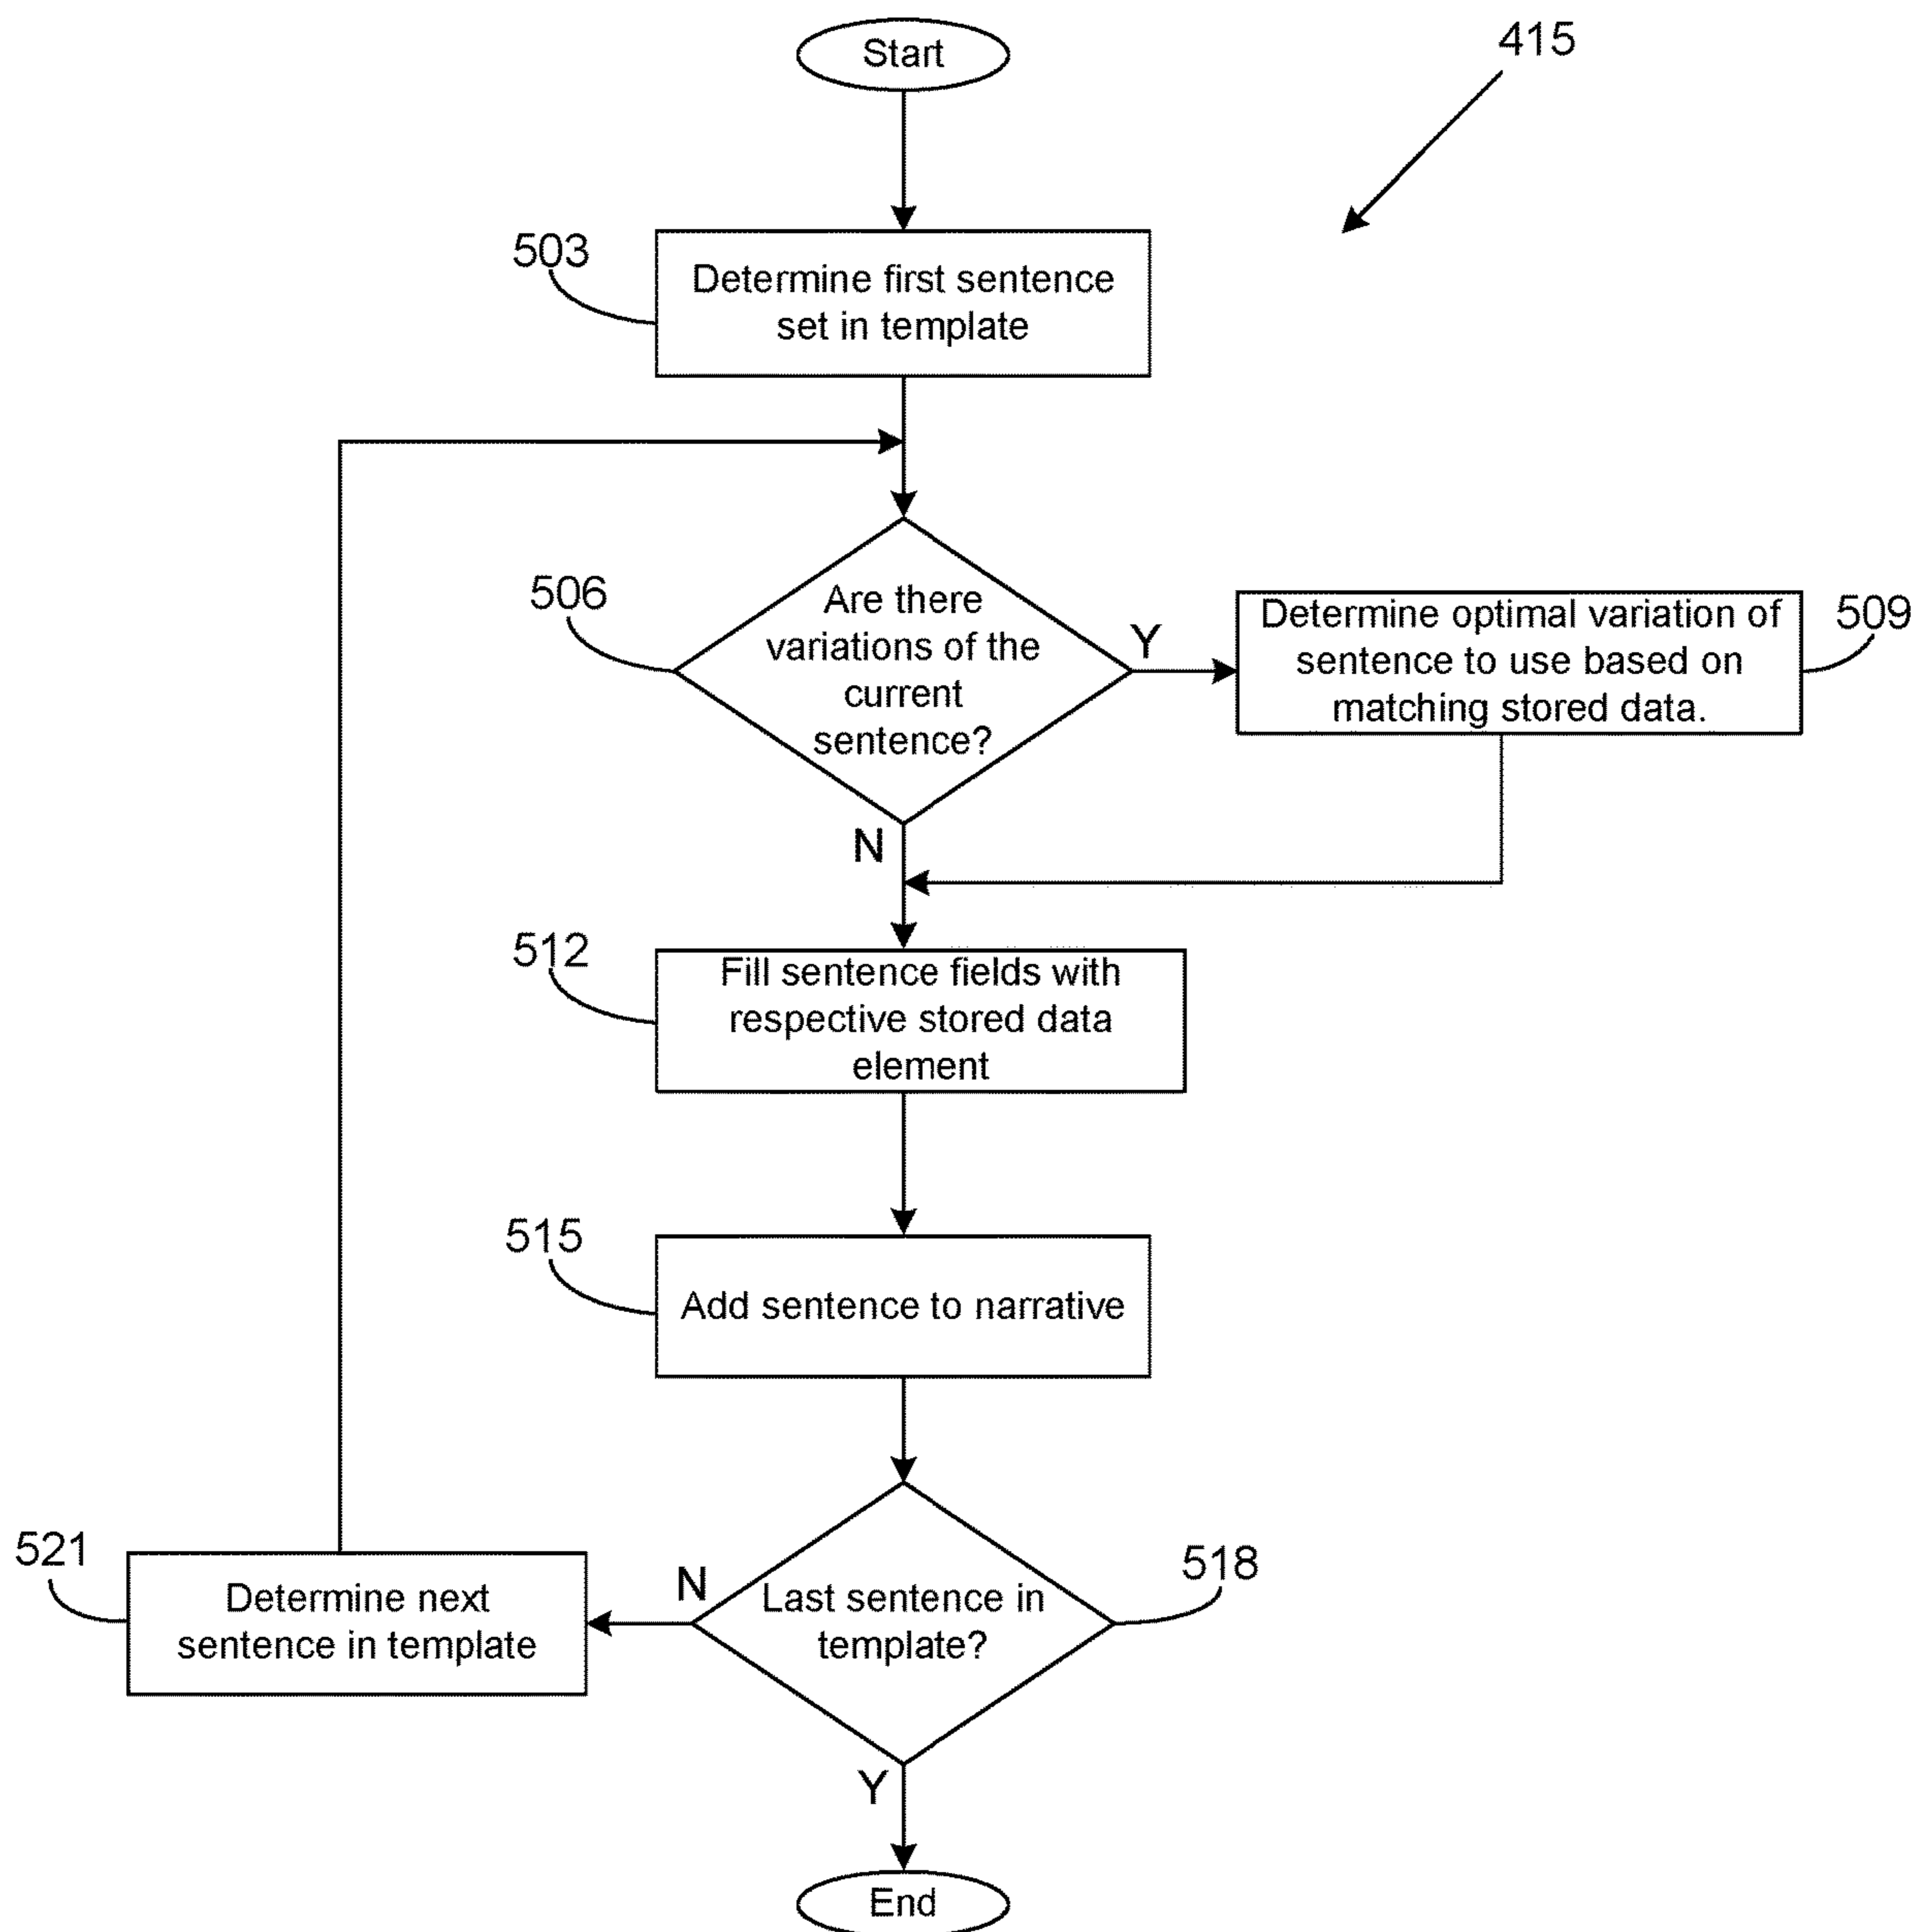 Start
415
503
Determine first sentence
set in template
506
Are there
variations of the
current
sentence?
Y
Determine optimal variation of
sentence to use based on
matching stored data.
509
N
512
Fill sentence fields with
respective stored data
element
515
Add sentence to narrative
521
Determine next
sentence in template
N
Last sentence in
template?
518
Y
End